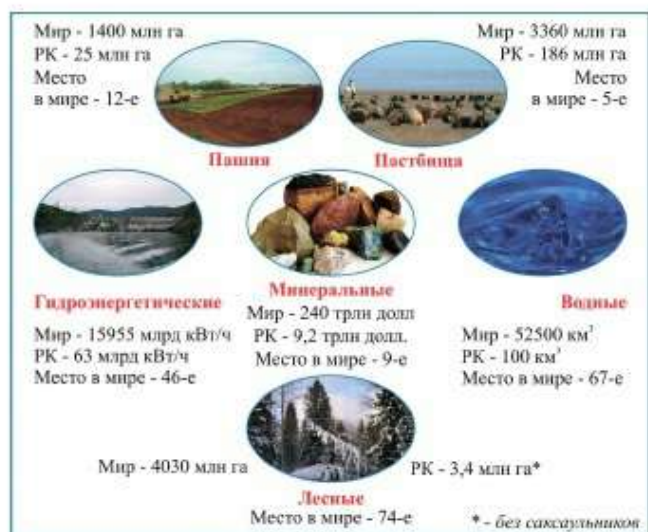 Мир - 1400 млн га
РК - 25 млн га
Место
в мире - 12-е
Пашня
Мир - 3360 млн га
РК - 186 млн га
Место
в мире - 5-е
Пастбища
Гидроэнергетические
Мир - 15955 млрд кВт/ч
РК - 63 млрд кВт/ч
Место в мире - 46-е
Минеральные
Мир - 240 трлн долл
РК - 9,2 трлн долл.
Место в мире - 9-е
Водные
Мир - 52500 км³
РК - 100 км³
Место в мире - 67-е
Мир - 4030 млн га
РК - 3,4 млн га*
Лесные
Место в мире - 74-е
* - без саксаульников